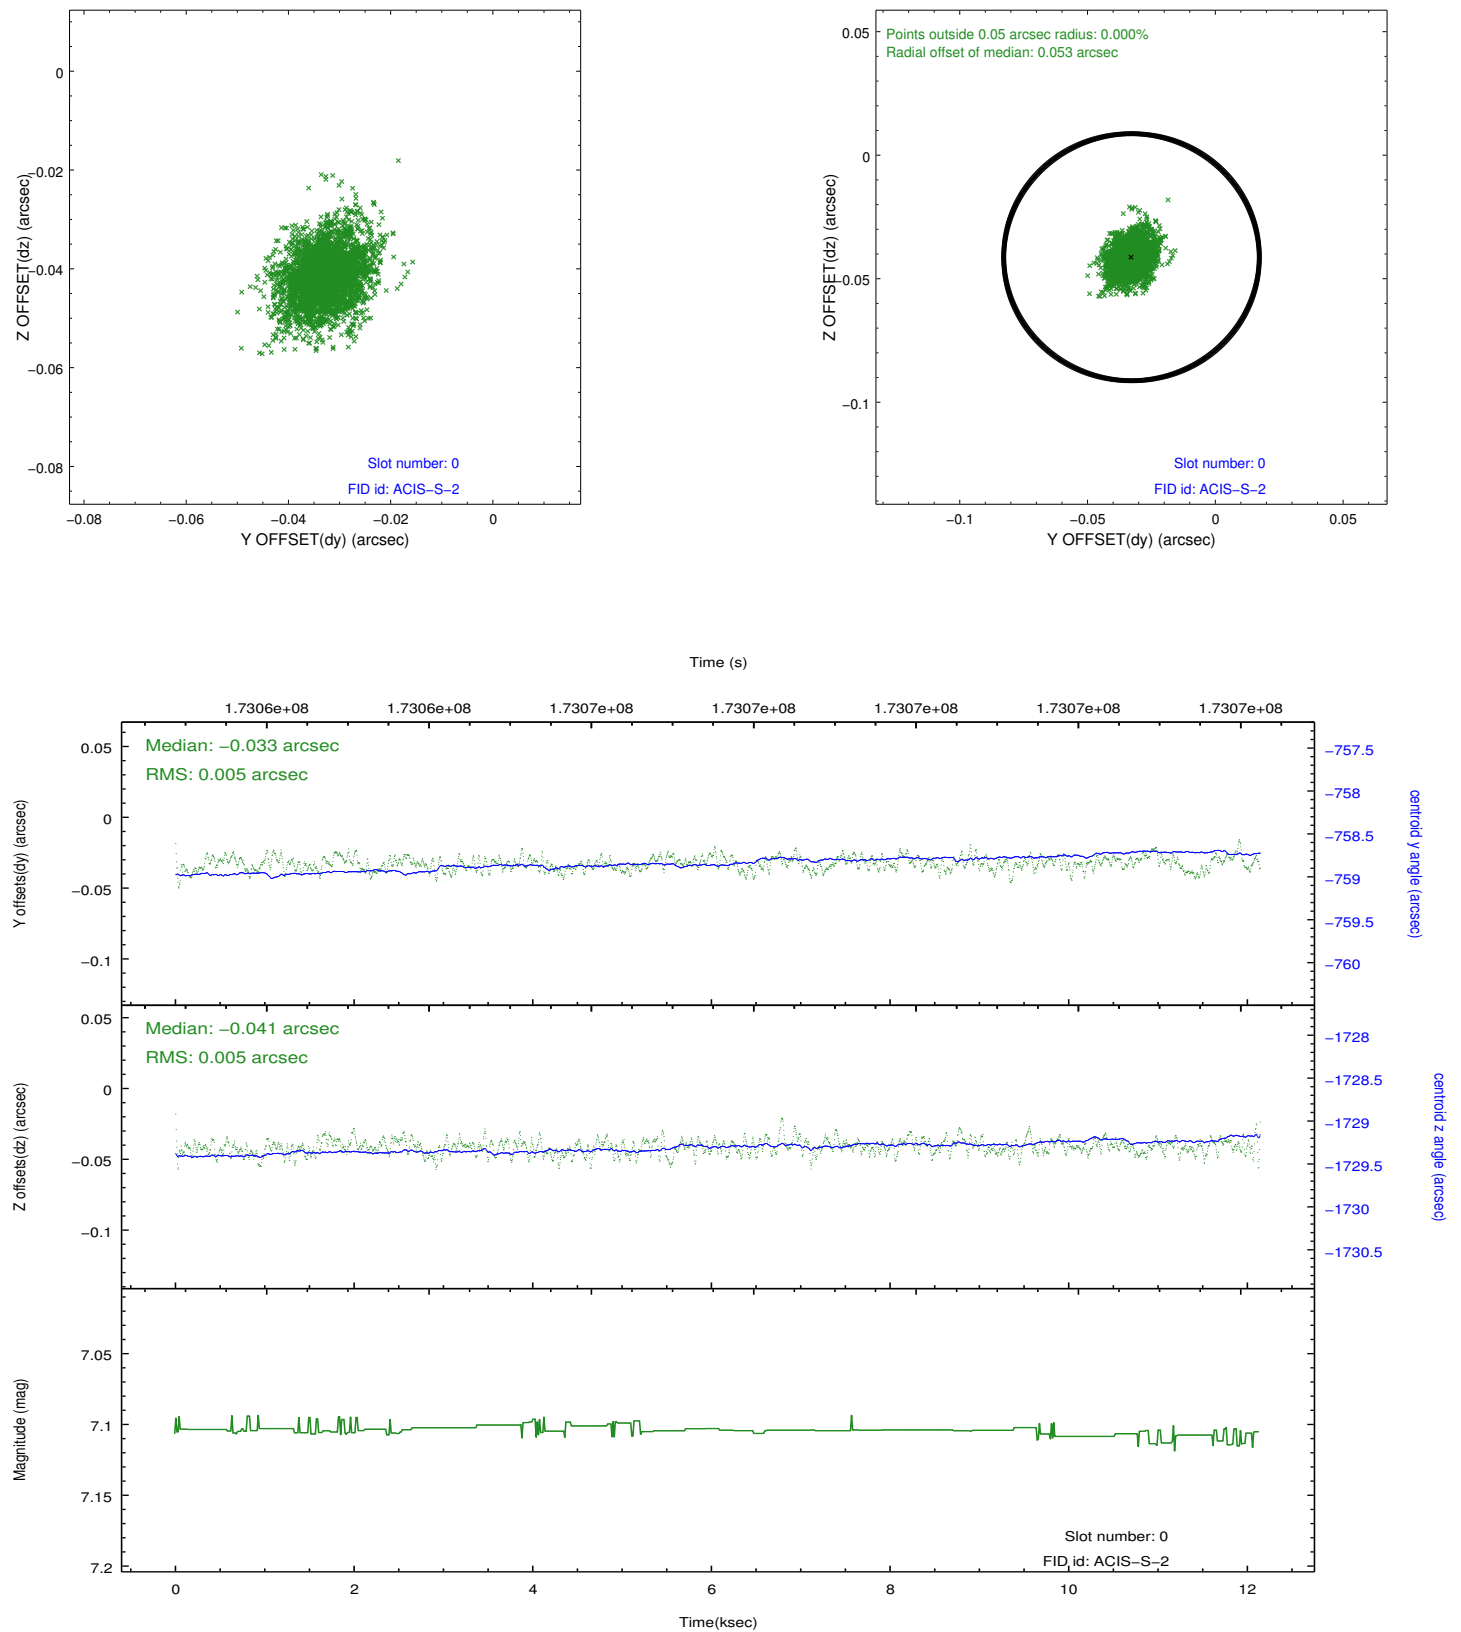 0
−0.02
−0.04
−0.06
−0.08
Z OFFSET(dz) (arcsec)
Slot number: 0
FID id: ACIS−S−2
−0.08
−0.06
−0.04
−0.02
0
Y OFFSET(dy) (arcsec)
Points outside 0.05 arcsec radius: 0.000%
Radial offset of median: 0.053 arcsec
0.05
0
−0.05
−0.1
Z OFFSET(dz) (arcsec)
Slot number: 0
FID id: ACIS−S−2
−0.1
−0.05
0
0.05
Y OFFSET(dy) (arcsec)
Time (s)
1.7306e+08
1.7306e+08
1.7307e+08
1.7307e+08
1.7307e+08
1.7307e+08
1.7307e+08
Median: −0.033 arcsec
RMS: 0.005 arcsec
0.05
0
−0.05
−0.1
Y offsets(dy) (arcsec)
−757.5
−758
−758.5
−759
−759.5
−760
centroid y angle (arcsec)
Median: −0.041 arcsec
RMS: 0.005 arcsec
0.05
0
−0.05
−0.1
Z offsets(dz) (arcsec)
−1728
−1728.5
−1729
−1729.5
−1730
−1730.5
centroid z angle (arcsec)
7.05
7.1
7.15
7.2
Magnitude (mag)
Slot number: 0
FID id: ACIS−S−2
0
2
4
6
8
10
12
Time(ksec)